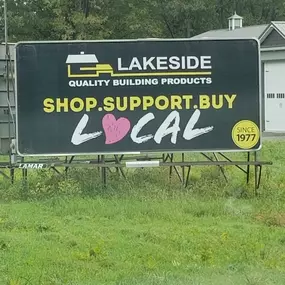 LAKESIDE
QUALITY BUILDING PRODUCTS
SHOP.SUPPORT.BUY
LOCAL
SINCE
1977
LAMAR